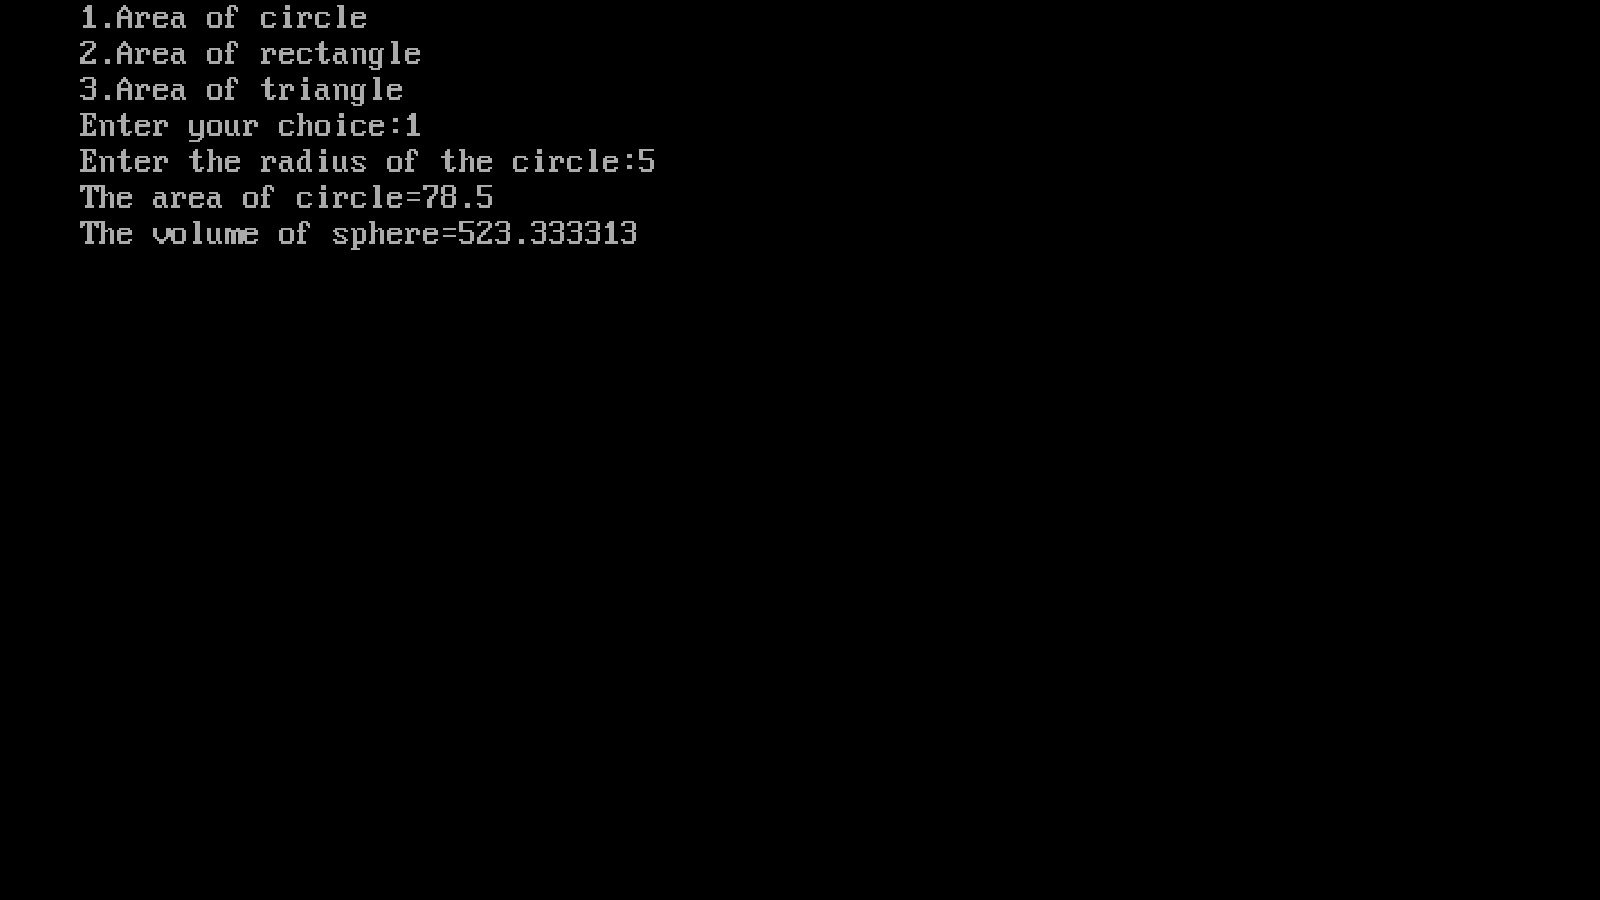 1.Area of circle
2.Area of rectangle
3.Area of triangle
Enter your choice:1
Enter the radius of the circle:5
The area of circle=78.5
The volume of sphere=523.333313